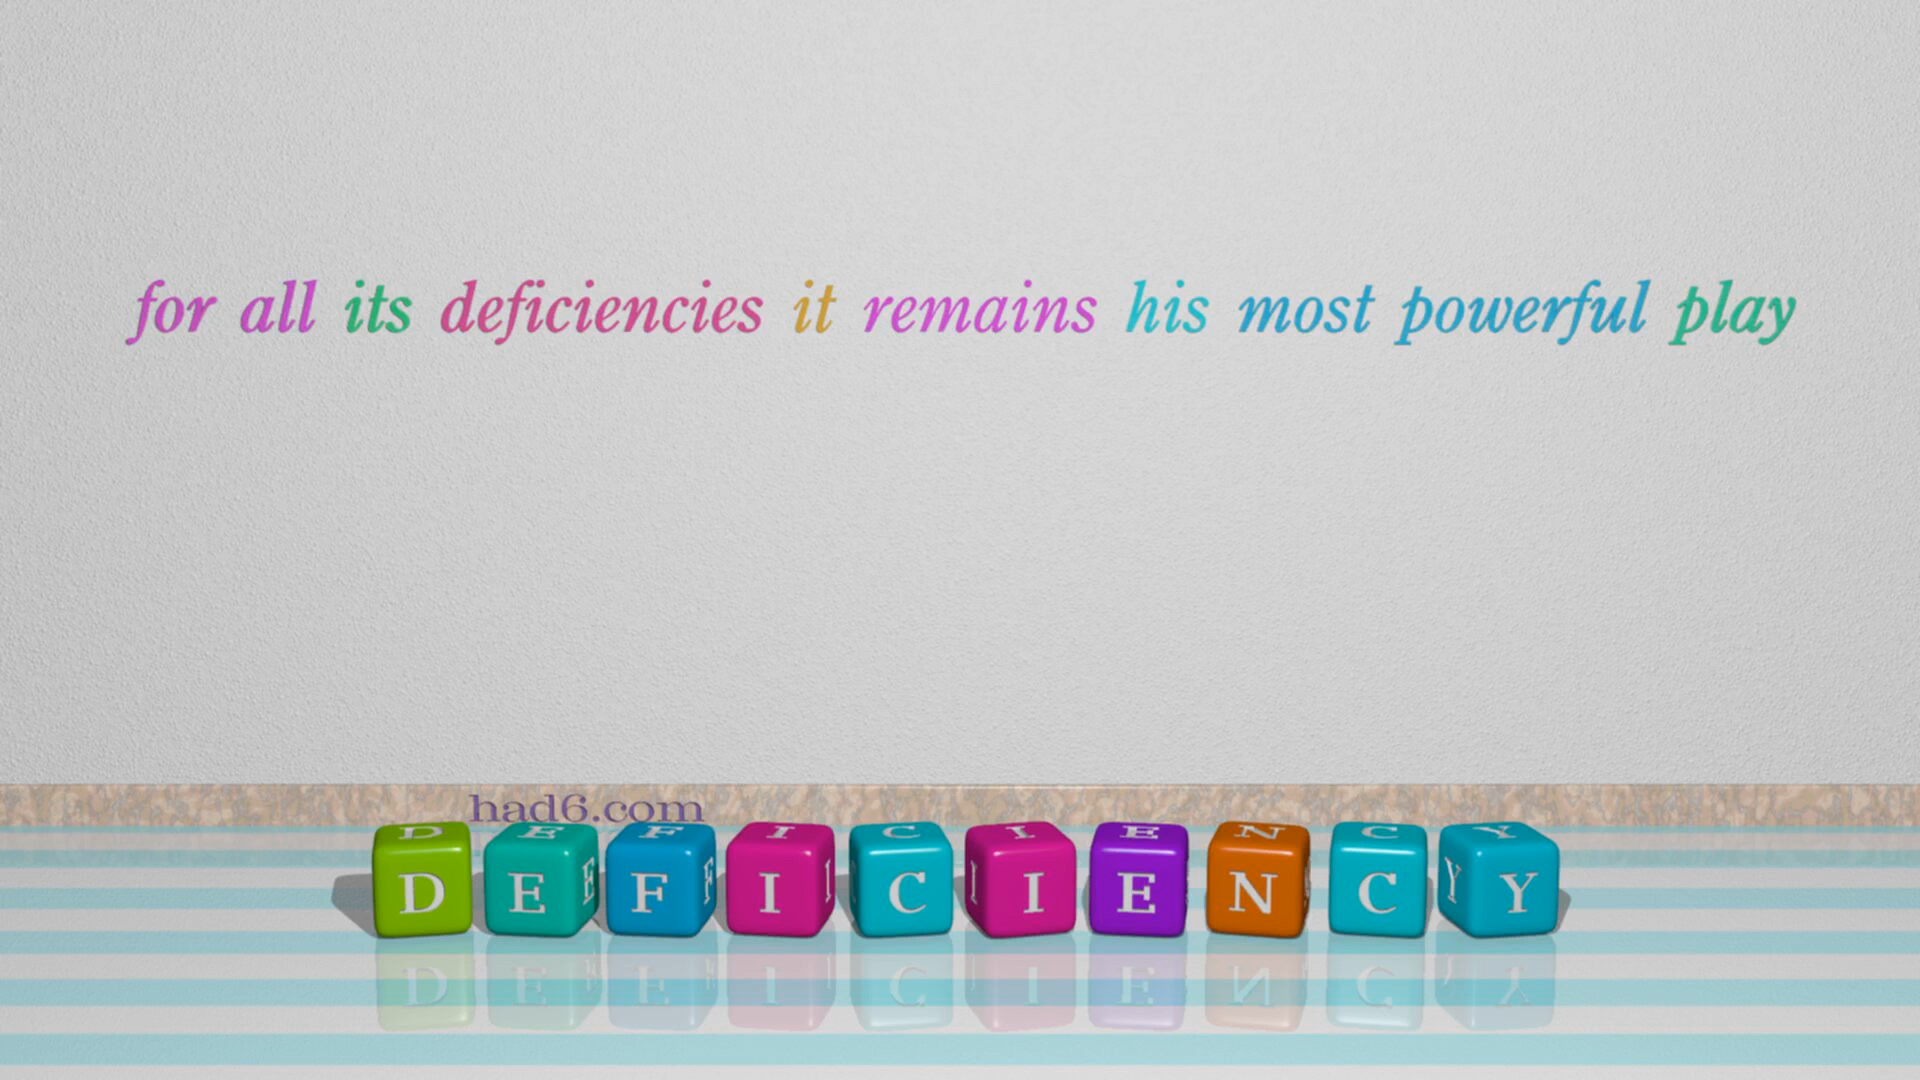 for all its deficiencies it remains his most powerful play
had6.com
DEFICIENCY